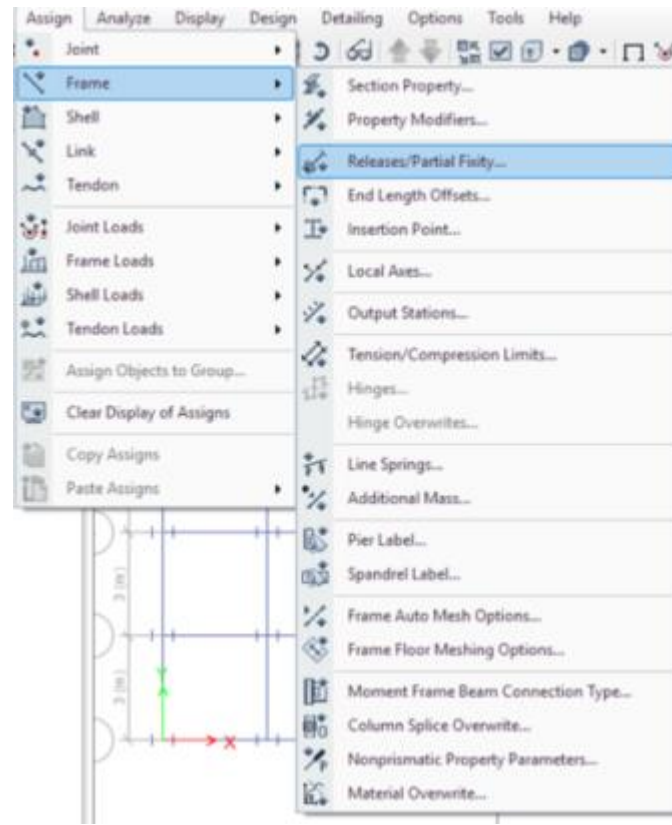 Assign Analyze Display Design Detailing Options Tools Help
Joint
Frame
Shell
Link
Tendon
Joint Loads
Frame Loads
Shell Loads
Tendon Loads
Assign Objects to Group...
Clear Display of Assigns
Copy Assigns
Paste Assigns
Section Property...
Property Modifiers...
Releases/Partial Fixity...
End Length Offsets...
Insertion Point...
Local Axes...
Output Stations...
Tension/Compression Limits...
Hinges...
Hinge Overwrites...
Line Springs...
Additional Mass...
Pier Label...
Spandrel Label...
Frame Auto Mesh Options...
Frame Floor Meshing Options...
Moment Frame Beam Connection Type...
Column Splice Overwrite...
Nonprismatic Property Parameters...
Material Overwrite...
3 (m)
3 (m)
Y
X